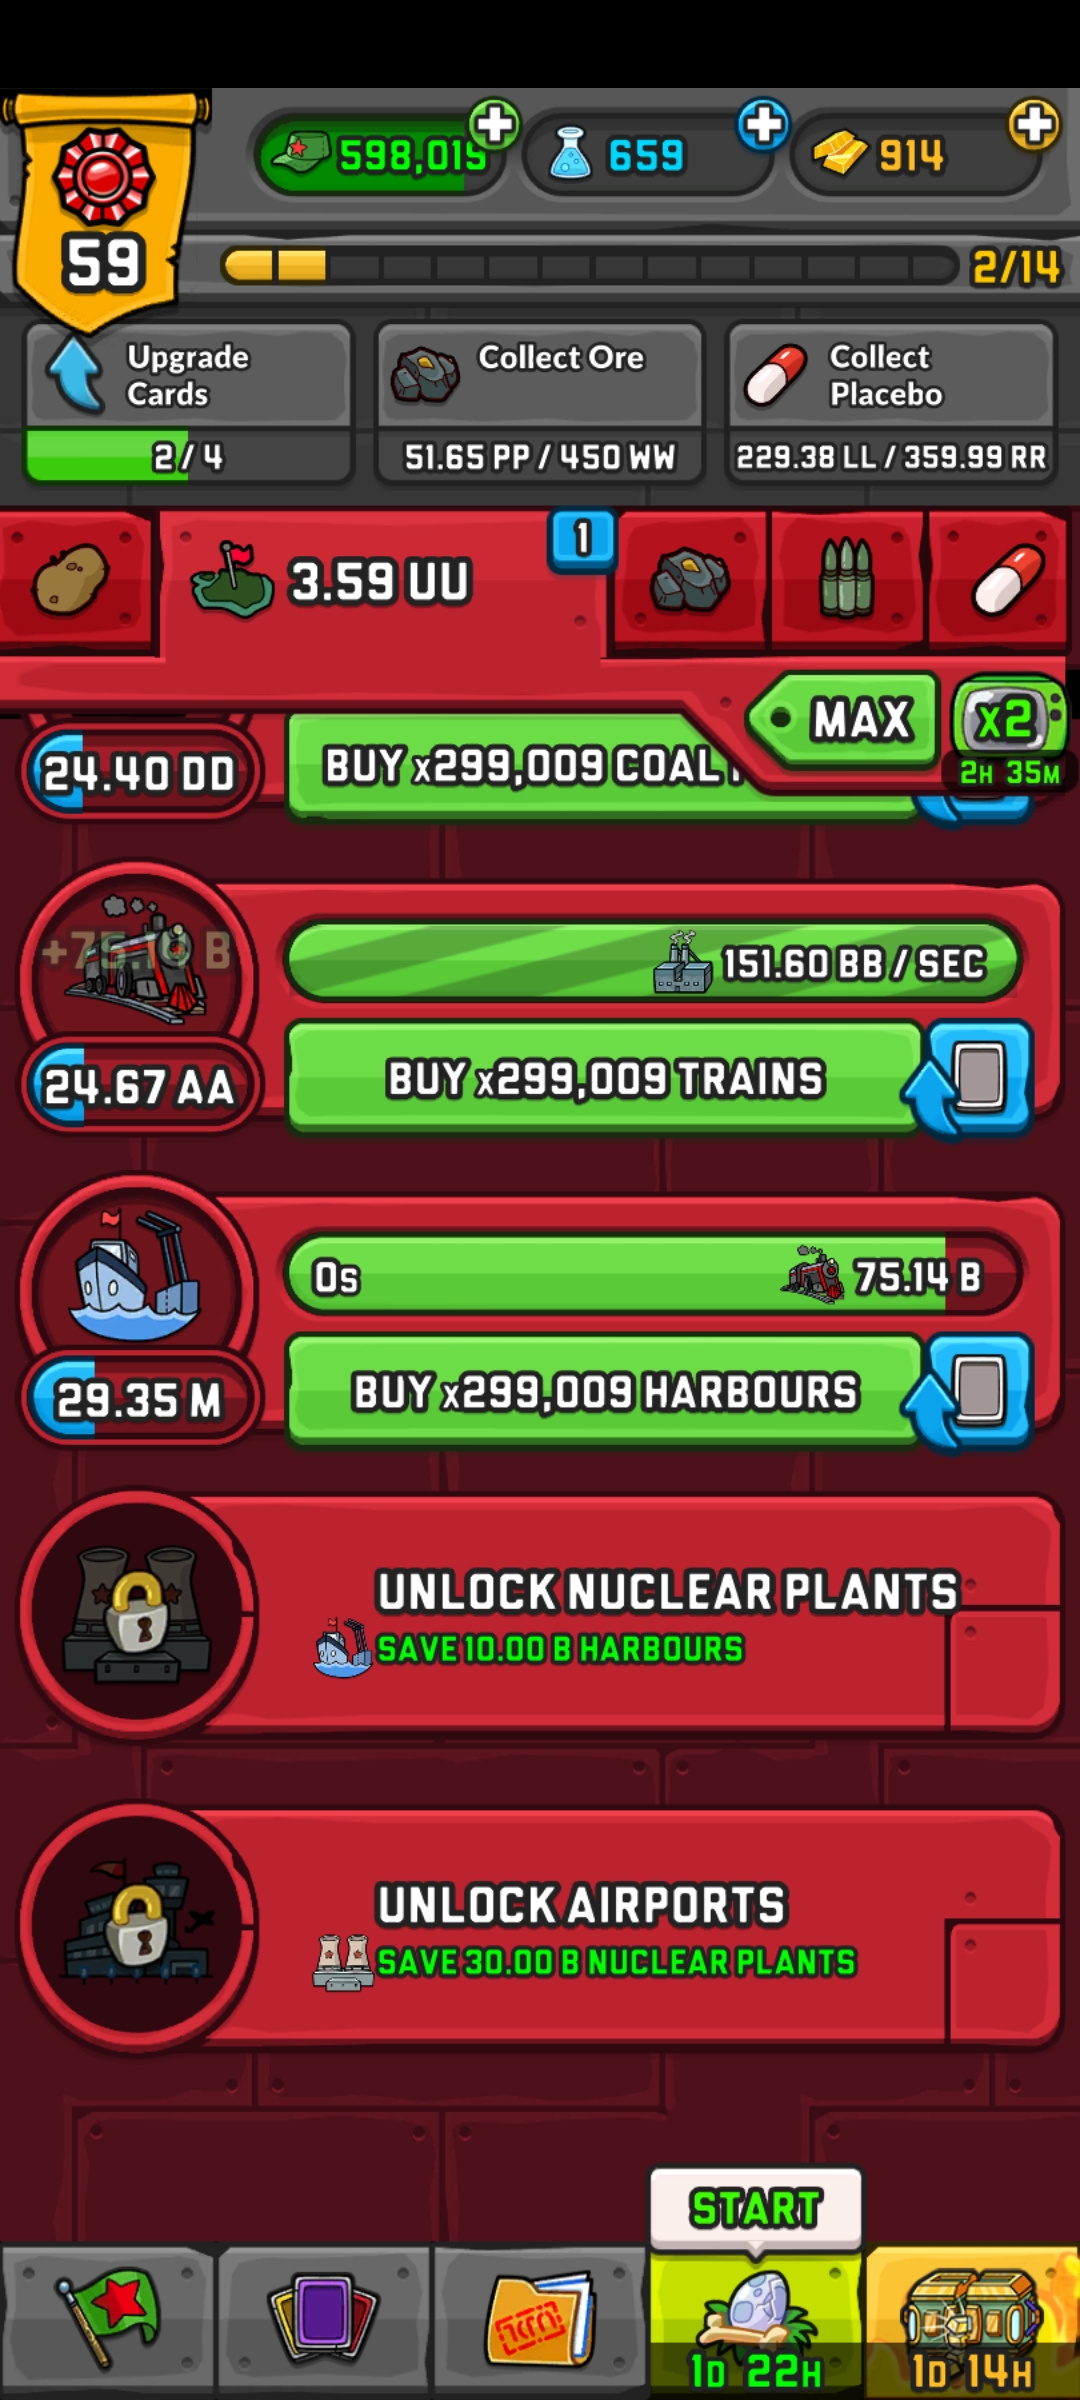 598,019
659
914
59
2/14
Upgrade
Cards
2/4
Collect Ore
51.65 PP / 450 WW
Collect
Placebo
229.38 LL / 359.99 RR
3.59 UU
1
MAX
x2
2H 35M
24.40 DD
BUY x299,009 COAL
+75.10 B
151.60 BB / SEC
24.67 AA
BUY x299,009 TRAINS
0s
75.14 B
29.35 M
BUY x299,009 HARBOURS
UNLOCK NUCLEAR PLANTS
SAVE 10.00 B HARBOURS
UNLOCK AIRPORTS
SAVE 30.00 B NUCLEAR PLANTS
START
1D 22H
1D 14H